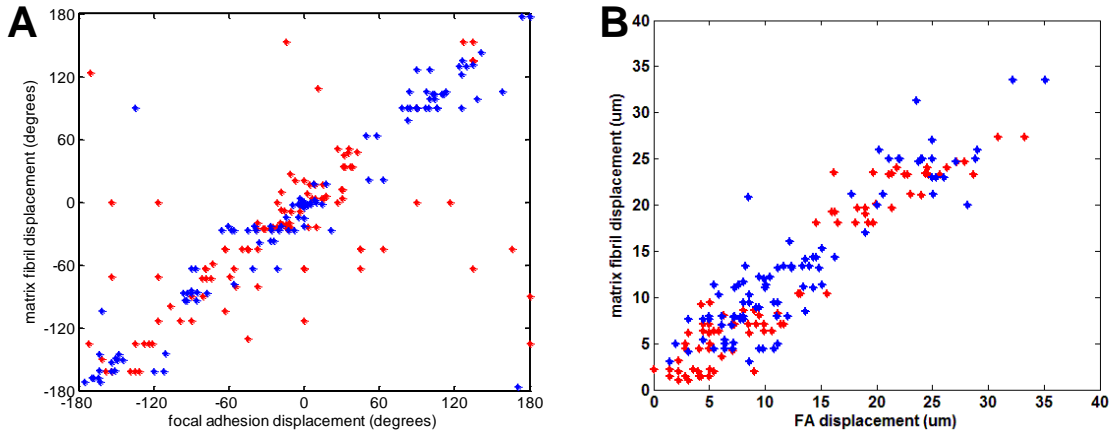 A
matrix fibril displacement (degrees)
180
120
60
0
-60
-120
-180
-180 -120 -60 0 60 120 180
focal adhesion displacement (degrees)
B
matrix fibril displacement (um)
40
35
30
25
20
15
10
5
0
0 5 10 15 20 25 30 35 40
FA displacement (um)